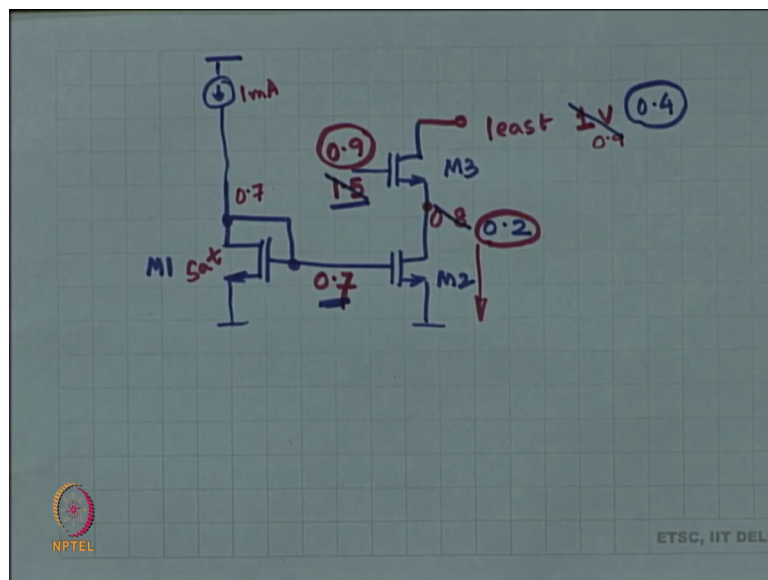 1mA
0.9
1.5
least 1V 0.4
0.9
M3
0.7
0.8 0.2
M1 Sat
0.7
M2
NPTEL
ETSC, IIT DEL